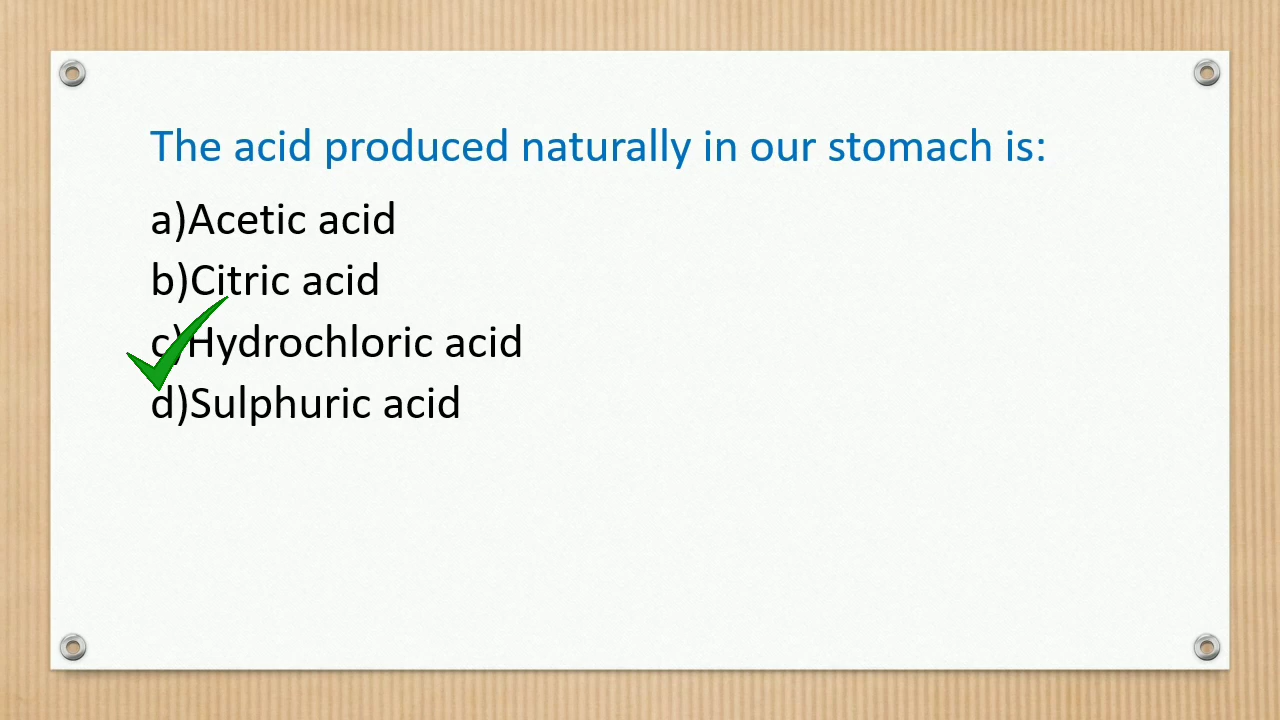 The acid produced naturally in our stomach is:
a)Acetic acid
b)Citric acid
c)Hydrochloric acid
d)Sulphuric acid